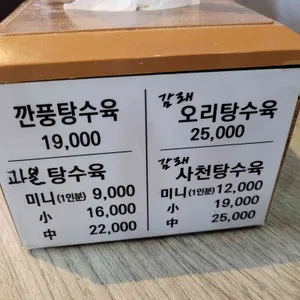 깐풍탕수육
19,000
감래
오리탕수육
25,000
과일탕수육
미니(1인분) 9,000
小 16,000
中 22,000
감래
사천탕수육
미니(1인분) 12,000
小 19,000
中 25,000